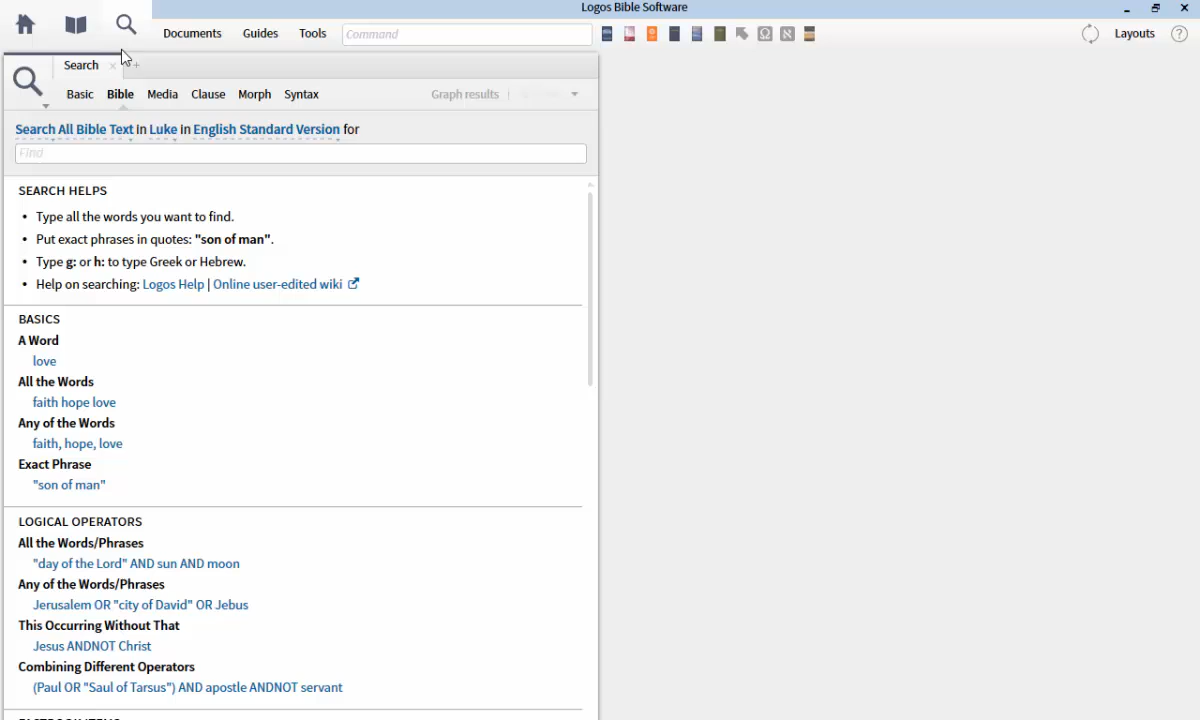 Logos Bible Software
Documents Guides Tools Command Layouts
Search
Basic Bible Media Clause Morph Syntax Graph results
Search All Bible Text in Luke in English Standard Version for
Find
SEARCH HELPS
• Type all the words you want to find.
• Put exact phrases in quotes: "son of man".
• Type g: or h: to type Greek or Hebrew.
• Help on searching: Logos Help | Online user-edited wiki
BASICS
A Word
love
All the Words
faith hope love
Any of the Words
faith, hope, love
Exact Phrase
"son of man"
LOGICAL OPERATORS
All the Words/Phrases
"day of the Lord" AND sun AND moon
Any of the Words/Phrases
Jerusalem OR "city of David" OR Jebus
This Occurring Without That
Jesus ANDNOT Christ
Combining Different Operators
(Paul OR "Saul of Tarsus") AND apostle ANDNOT servant